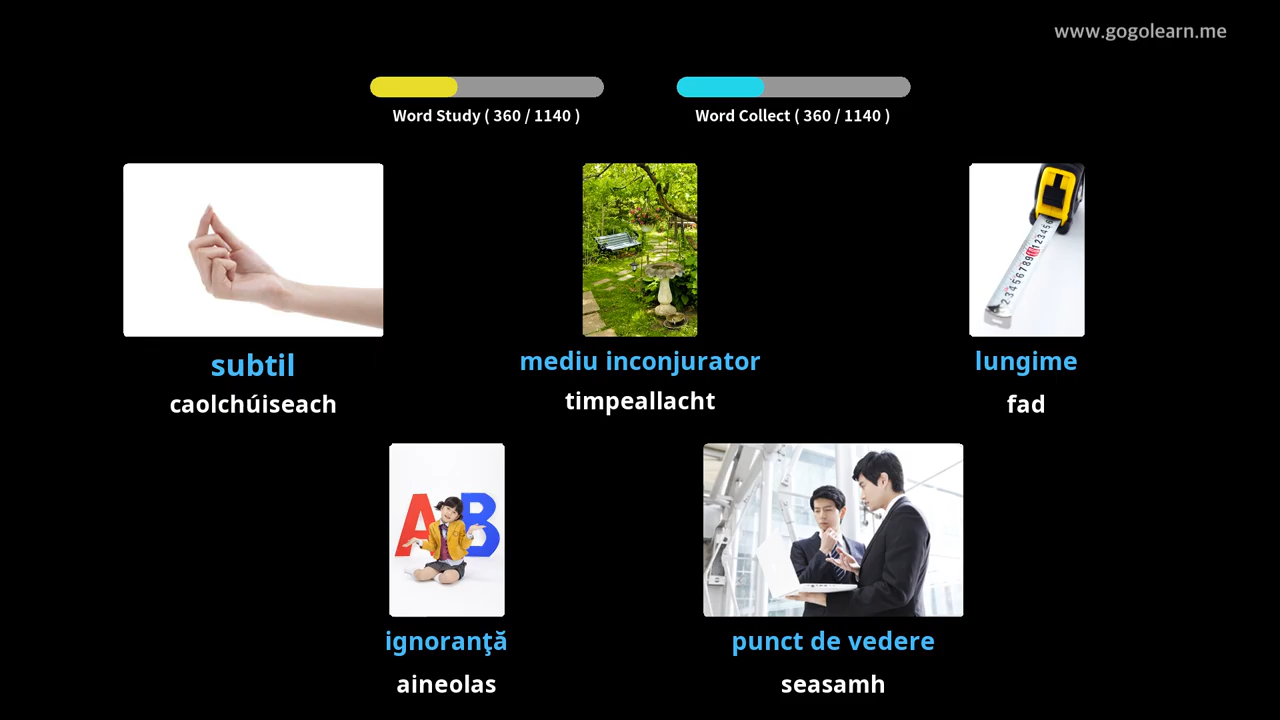 www.gogolearn.me
Word Study ( 360 / 1140 )
Word Collect ( 360 / 1140 )
subtil
caolchúiseach
mediu inconjurator
timpeallacht
lungime
fad
ignoranţă
aineolas
punct de vedere
seasamh